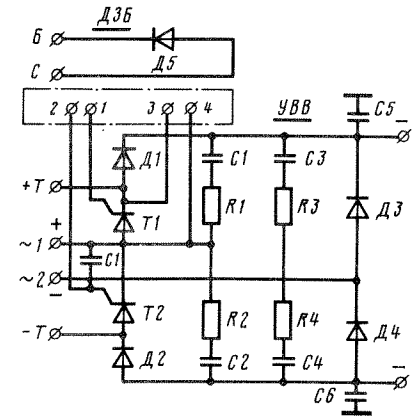 ДЗБ
Б
Д5
С
2 1 3 4
УВВ
С5
−
Д1
С1
С3
+Т
R1
R3
Д3
Т1
+
~1
С1
~2
−
Т2
R2
R4
Д4
−Т
Д2
С2
С4
−
С6